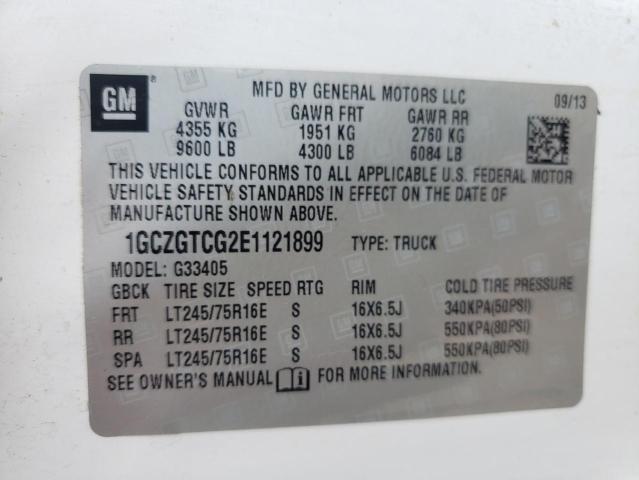 GM ®
MFD BY GENERAL MOTORS LLC 09/13
GVWR GAWR FRT GAWR RR
4355 KG 1951 KG 2760 KG
9600 LB 4300 LB 6084 LB
THIS VEHICLE CONFORMS TO ALL APPLICABLE U.S. FEDERAL MOTOR
VEHICLE SAFETY STANDARDS IN EFFECT ON THE DATE OF
MANUFACTURE SHOWN ABOVE.
1GCZGTCG2E1121899 TYPE: TRUCK
MODEL: G33405
GBCK TIRE SIZE SPEED RTG RIM COLD TIRE PRESSURE
FRT LT245/75R16E S 16X6.5J 340KPA(50PSI)
RR LT245/75R16E S 16X6.5J 550KPA(80PSI)
SPA LT245/75R16E S 16X6.5J 550KPA(80PSI)
SEE OWNER'S MANUAL FOR MORE INFORMATION.